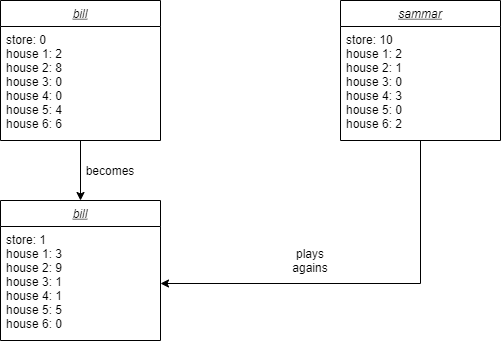 bill
store: 0
house 1: 2
house 2: 8
house 3: 0
house 4: 0
house 5: 4
house 6: 6
sammar
store: 10
house 1: 2
house 2: 1
house 3: 0
house 4: 3
house 5: 0
house 6: 2
becomes
bill
store: 1
house 1: 3
house 2: 9
house 3: 1
house 4: 1
house 5: 5
house 6: 0
plays
agains